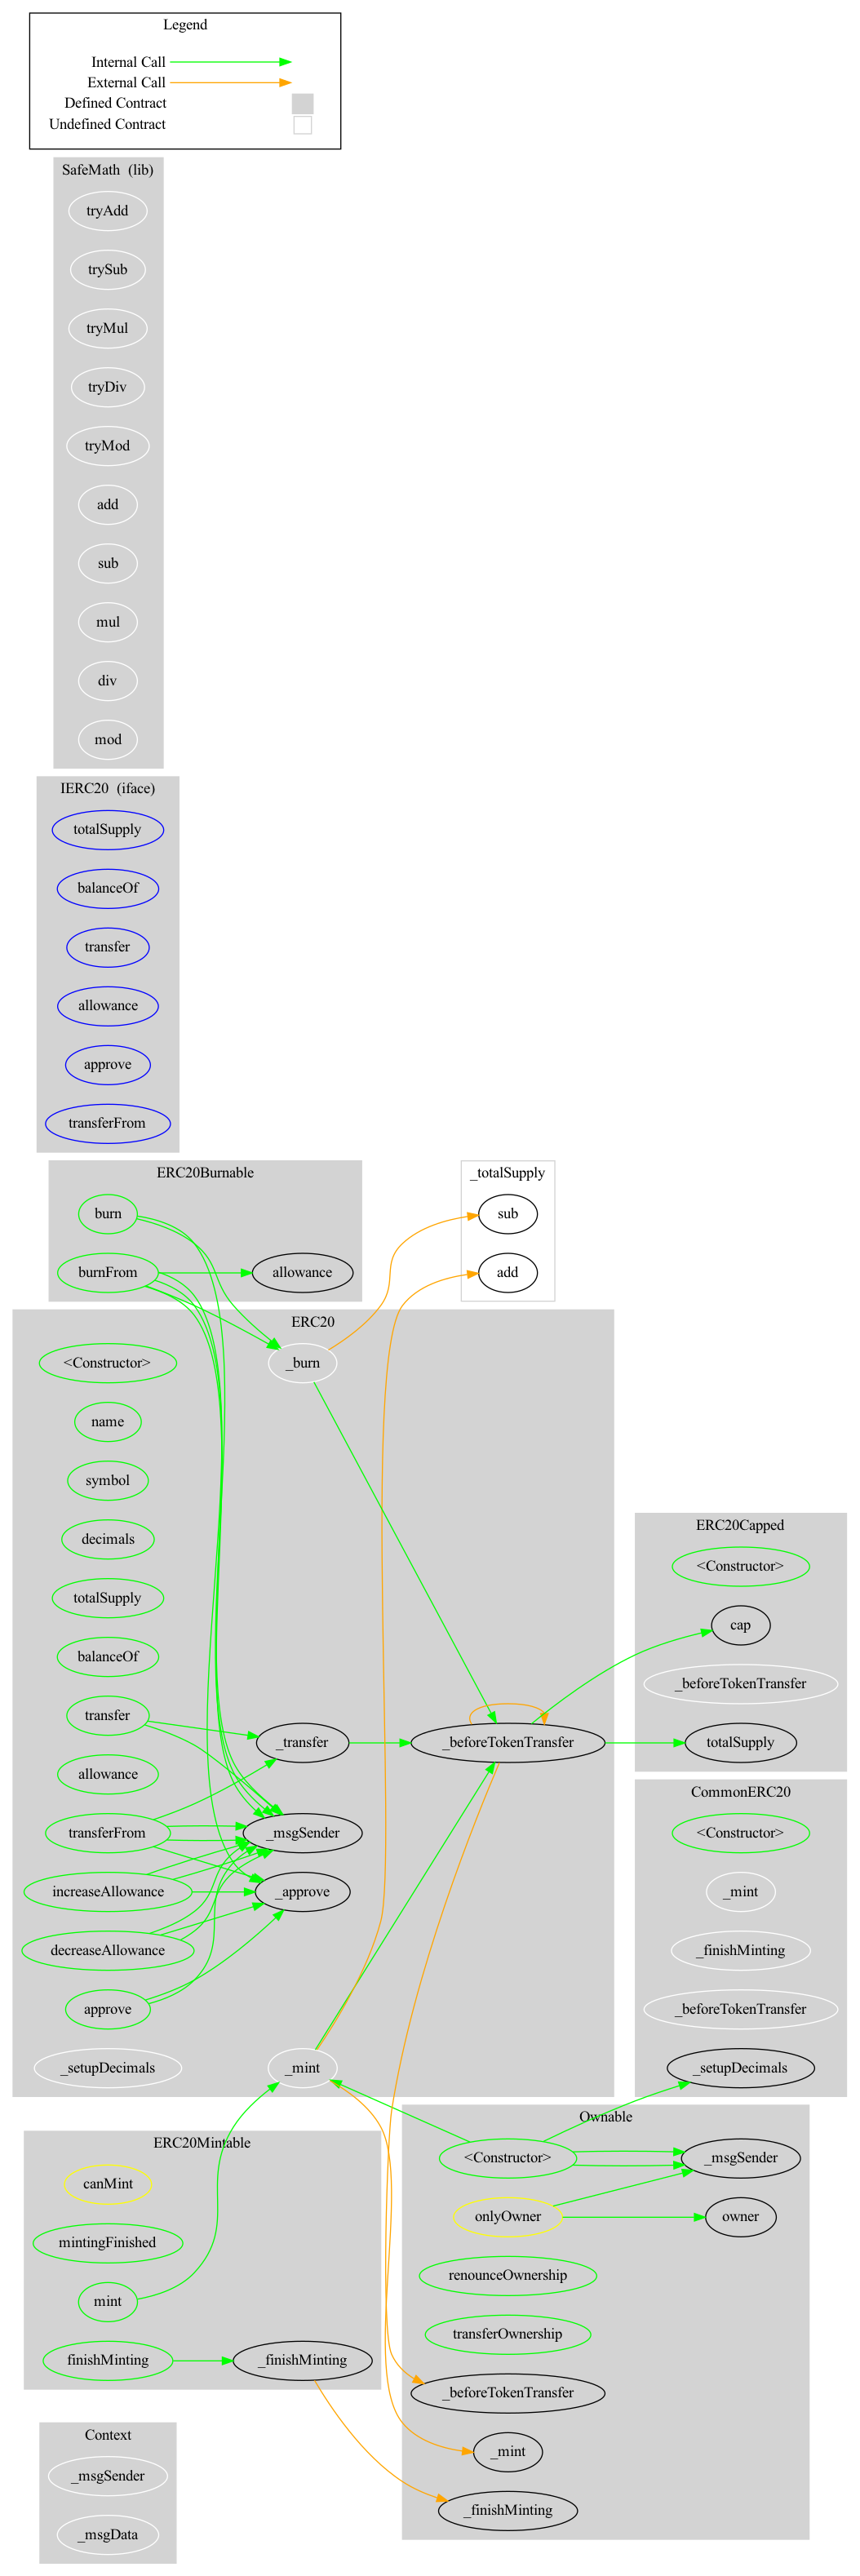 Legend
Internal Call
External Call
Defined Contract
Undefined Contract
SafeMath  (lib)
tryAdd
trySub
tryMul
tryDiv
tryMod
add
sub
mul
div
mod
IERC20  (iface)
totalSupply
balanceOf
transfer
allowance
approve
transferFrom
ERC20Burnable
burn
burnFrom
allowance
_totalSupply
sub
add
ERC20
<Constructor>
name
symbol
decimals
totalSupply
balanceOf
transfer
allowance
transferFrom
increaseAllowance
decreaseAllowance
approve
_setupDecimals
_burn
_transfer
_msgSender
_approve
_mint
_beforeTokenTransfer
ERC20Capped
<Constructor>
cap
_beforeTokenTransfer
totalSupply
CommonERC20
<Constructor>
_mint
_finishMinting
_beforeTokenTransfer
_setupDecimals
ERC20Mintable
canMint
mintingFinished
mint
finishMinting
_finishMinting
Ownable
<Constructor>
onlyOwner
renounceOwnership
transferOwnership
_beforeTokenTransfer
_mint
_finishMinting
_msgSender
owner
Context
_msgSender
_msgData